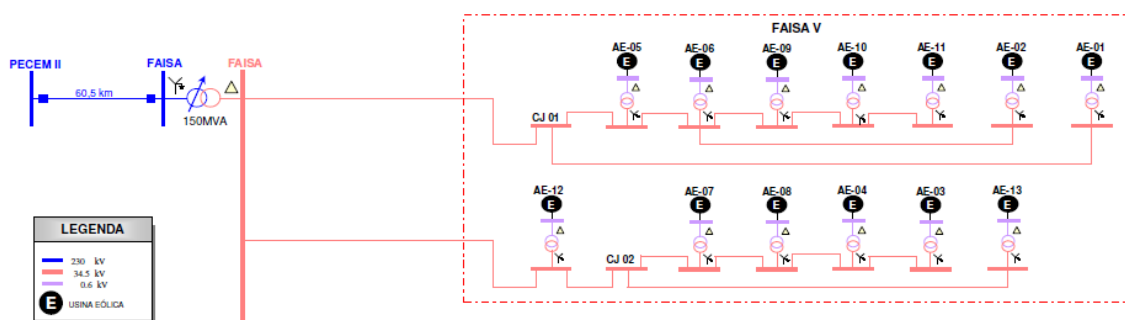 FAISA V
AE-05 AE-06 AE-09 AE-10 AE-11 AE-02 AE-01
E E E E E E E
PECEM II FAISA FAISA
60,5 km
150MVA
CJ 01
AE-12 AE-07 AE-08 AE-04 AE-03 AE-13
E E E E E E
CJ 02
LEGENDA
230 kV
34.5 kV
0.6 kV
E USINA EÓLICA